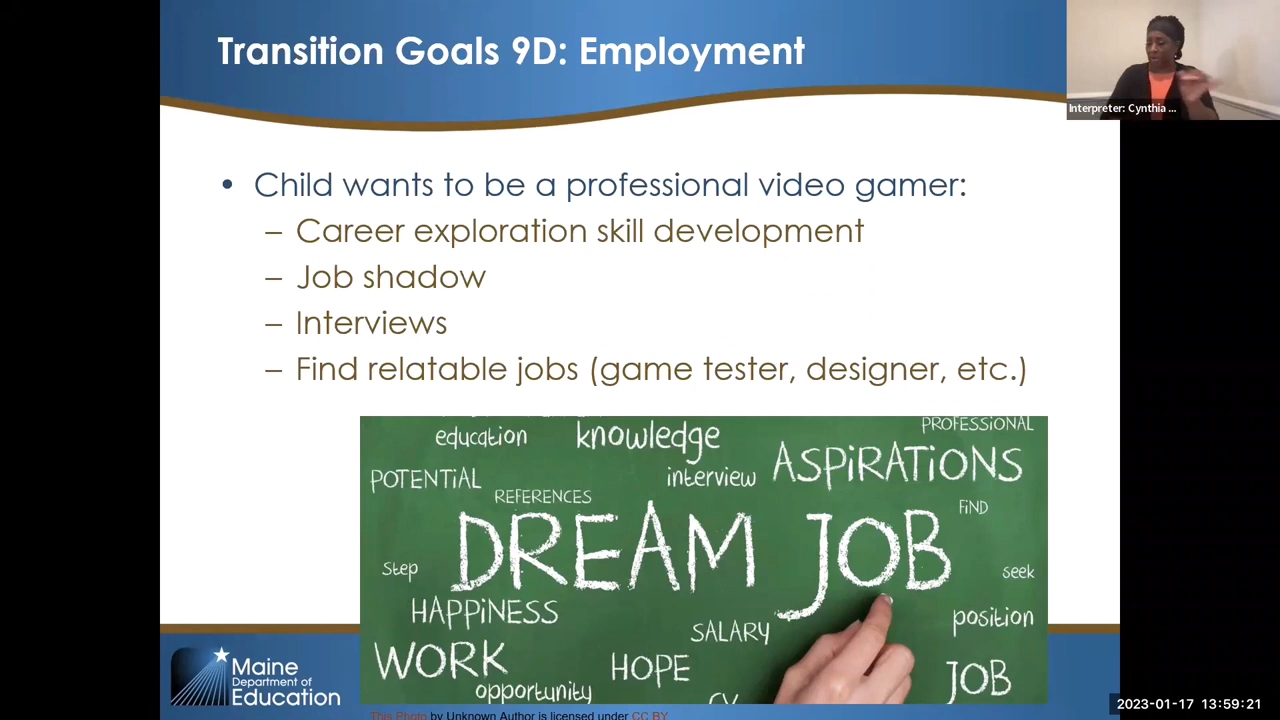 Transition Goals 9D: Employment
Interpreter: Cynthia ...
• Child wants to be a professional video gamer:
– Career exploration skill development
– Job shadow
– Interviews
– Find relatable jobs (game tester, designer, etc.)
PROFESSiONAL
education knowledge
ASPiRATiONS
POTENTiAL interview
REFERENCES FiND
DREAM JOB
step seek
HAPPiNESS position
SALARY
WORK HOPE JOB
opportunity CV
Maine
Department of
Education
This Photo by Unknown Author is licensed under CC BY
2023-01-17 13:59:21